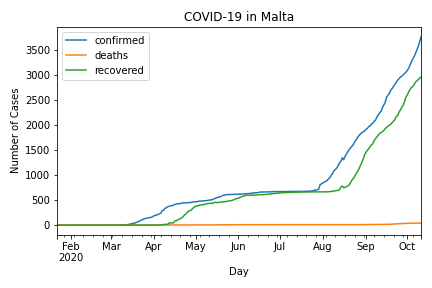 COVID-19 in Malta
confirmed
deaths
recovered
Number of Cases
3500
3000
2500
2000
1500
1000
500
0
Feb Mar Apr May Jun Jul Aug Sep Oct
2020
Day